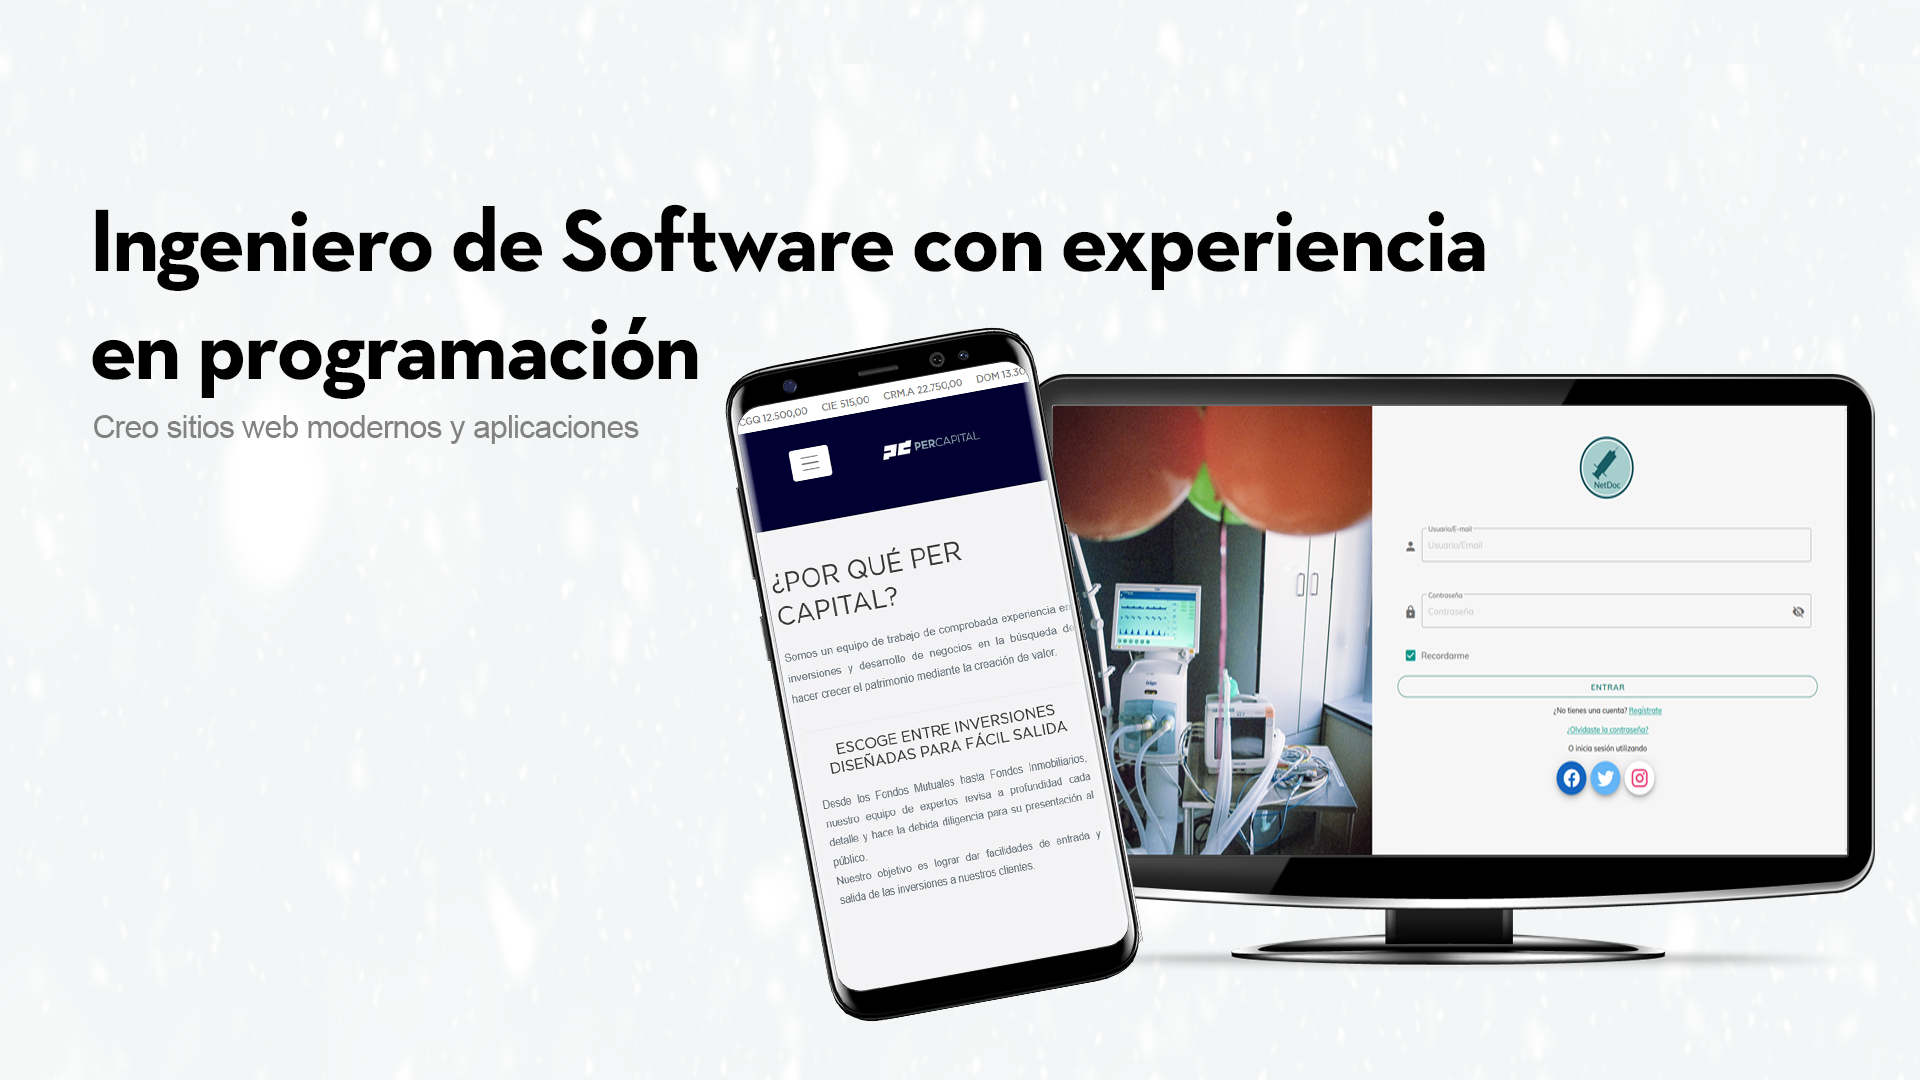 Ingeniero de Software con experiencia
en programación
Creo sitios web modernos y aplicaciones
CGQ 12.500,00 CIE 515,00 CRM.A 22.750,00 DOM 13.30
PERCAPITAL
¿POR QUÉ PER
CAPITAL?
Somos un equipo de trabajo de comprobada experiencia en
inversiones y desarrollo de negocios en la búsqueda de
hacer crecer el patrimonio mediante la creación de valor.
ESCOGE ENTRE INVERSIONES
DISEÑADAS PARA FÁCIL SALIDA
Desde los Fondos Mutuales hasta Fondos Inmobiliarios,
nuestro equipo de expertos revisa a profundidad cada
detalle y hace la debida diligencia para su presentación al
público.
Nuestro objetivo es lograr dar facilidades de entrada y
salida de las inversiones a nuestros clientes.
NetDoc
Usuario/E-mail
Usuario/Email
Contraseña
Contraseña
Recordarme
ENTRAR
¿No tienes una cuenta? Regístrate
¿Olvidaste la contraseña?
O inicia sesión utilizando